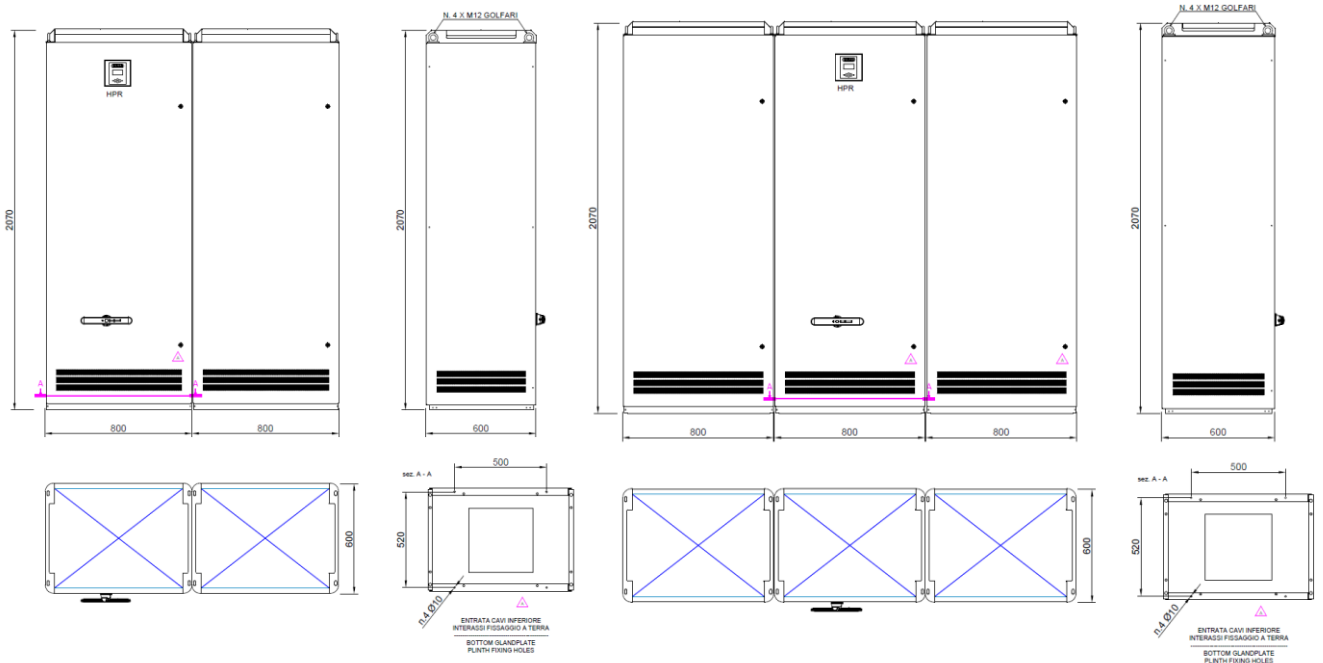 N. 4 X M12 GOLFARI
N. 4 X M12 GOLFARI
HPR
HPR
2070
2070
2070
2070
A
A
A
A
800
800
600
800
800
800
600
sez. A - A
500
520
600
n.4 Ø10
ENTRATA CAVI INFERIORE
INTERASSI FISSAGGIO A TERRA
BOTTOM GLANDPLATE
PLINTH FIXING HOLES
sez. A - A
500
520
600
n.4 Ø10
ENTRATA CAVI INFERIORE
INTERASSI FISSAGGIO A TERRA
BOTTOM GLANDPLATE
PLINTH FIXING HOLES